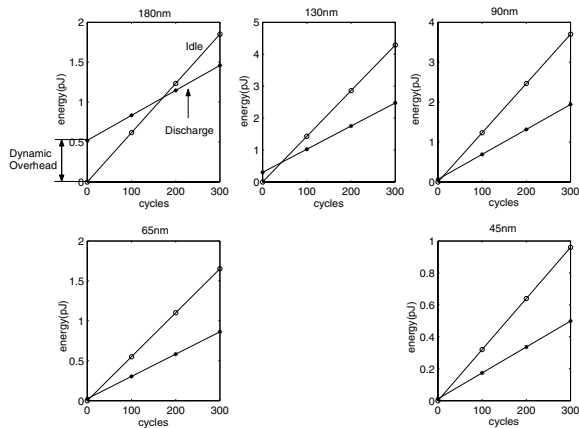 180nm
2
1.5
1
0.5
0
energy(pJ)
Idle
Discharge
Dynamic
Overhead
0 100 200 300
cycles
130nm
5
4
3
2
1
0
energy(pJ)
0 100 200 300
cycles
90nm
4
3
2
1
0
energy(pJ)
0 100 200 300
cycles
65nm
2
1.5
1
0.5
0
energy(pJ)
0 100 200 300
cycles
45nm
1
0.8
0.6
0.4
0.2
0
energy(pJ)
0 100 200 300
cycles